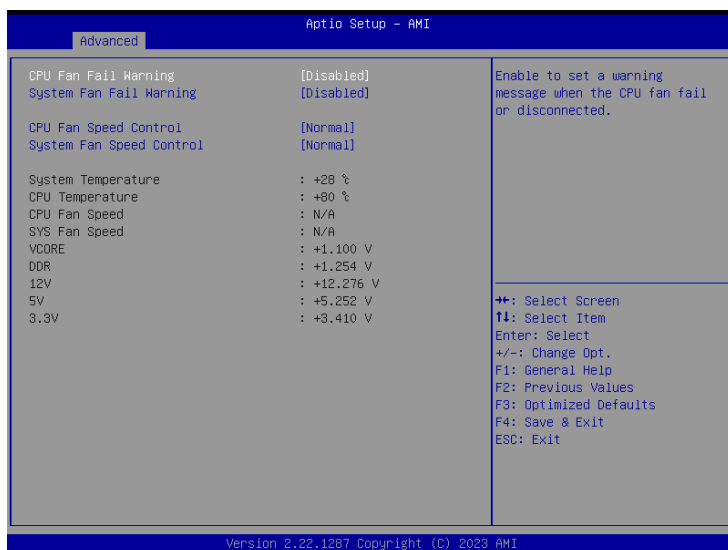 Aptio Setup – AMI
Advanced
CPU Fan Fail Warning [Disabled]
System Fan Fail Warning [Disabled]
CPU Fan Speed Control [Normal]
System Fan Speed Control [Normal]
System Temperature : +28 ℃
CPU Temperature : +80 ℃
CPU Fan Speed : N/A
SYS Fan Speed : N/A
VCORE : +1.100 V
DDR : +1.254 V
12V : +12.276 V
5V : +5.252 V
3.3V : +3.410 V
Enable to set a warning
message when the CPU fan fail
or disconnected.
→←: Select Screen
↑↓: Select Item
Enter: Select
+/-: Change Opt.
F1: General Help
F2: Previous Values
F3: Optimized Defaults
F4: Save & Exit
ESC: Exit
Version 2.22.1287 Copyright (C) 2023 AMI